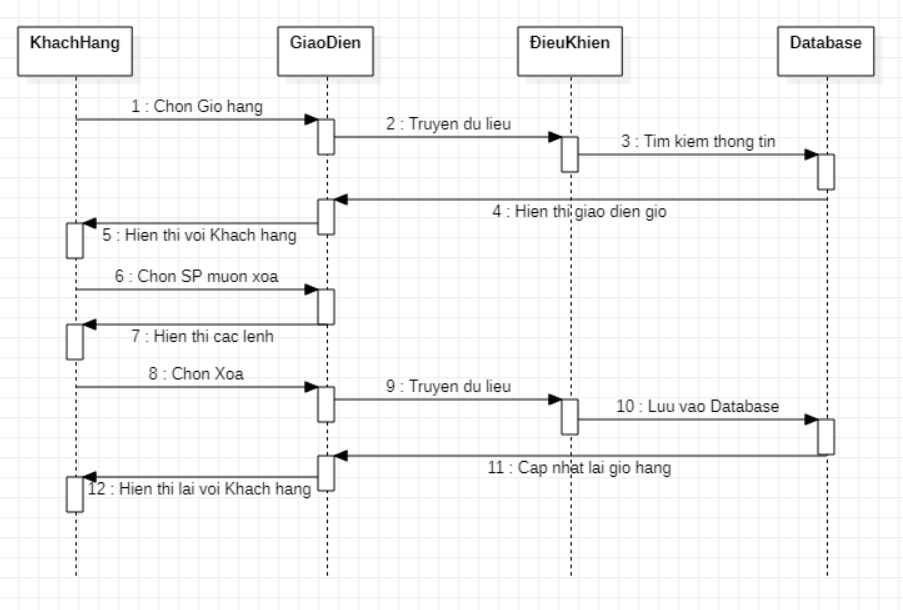 KhachHang
GiaoDien
ĐieuKhien
Database
1 : Chon Gio hang
2 : Truyen du lieu
3 : Tim kiem thong tin
4 : Hien thi giao dien gio
5 : Hien thi voi Khach hang
6 : Chon SP muon xoa
7 : Hien thi cac lenh
8 : Chon Xoa
9 : Truyen du lieu
10 : Luu vao Database
11 : Cap nhat lai gio hang
12 : Hien thi lai voi Khach hang